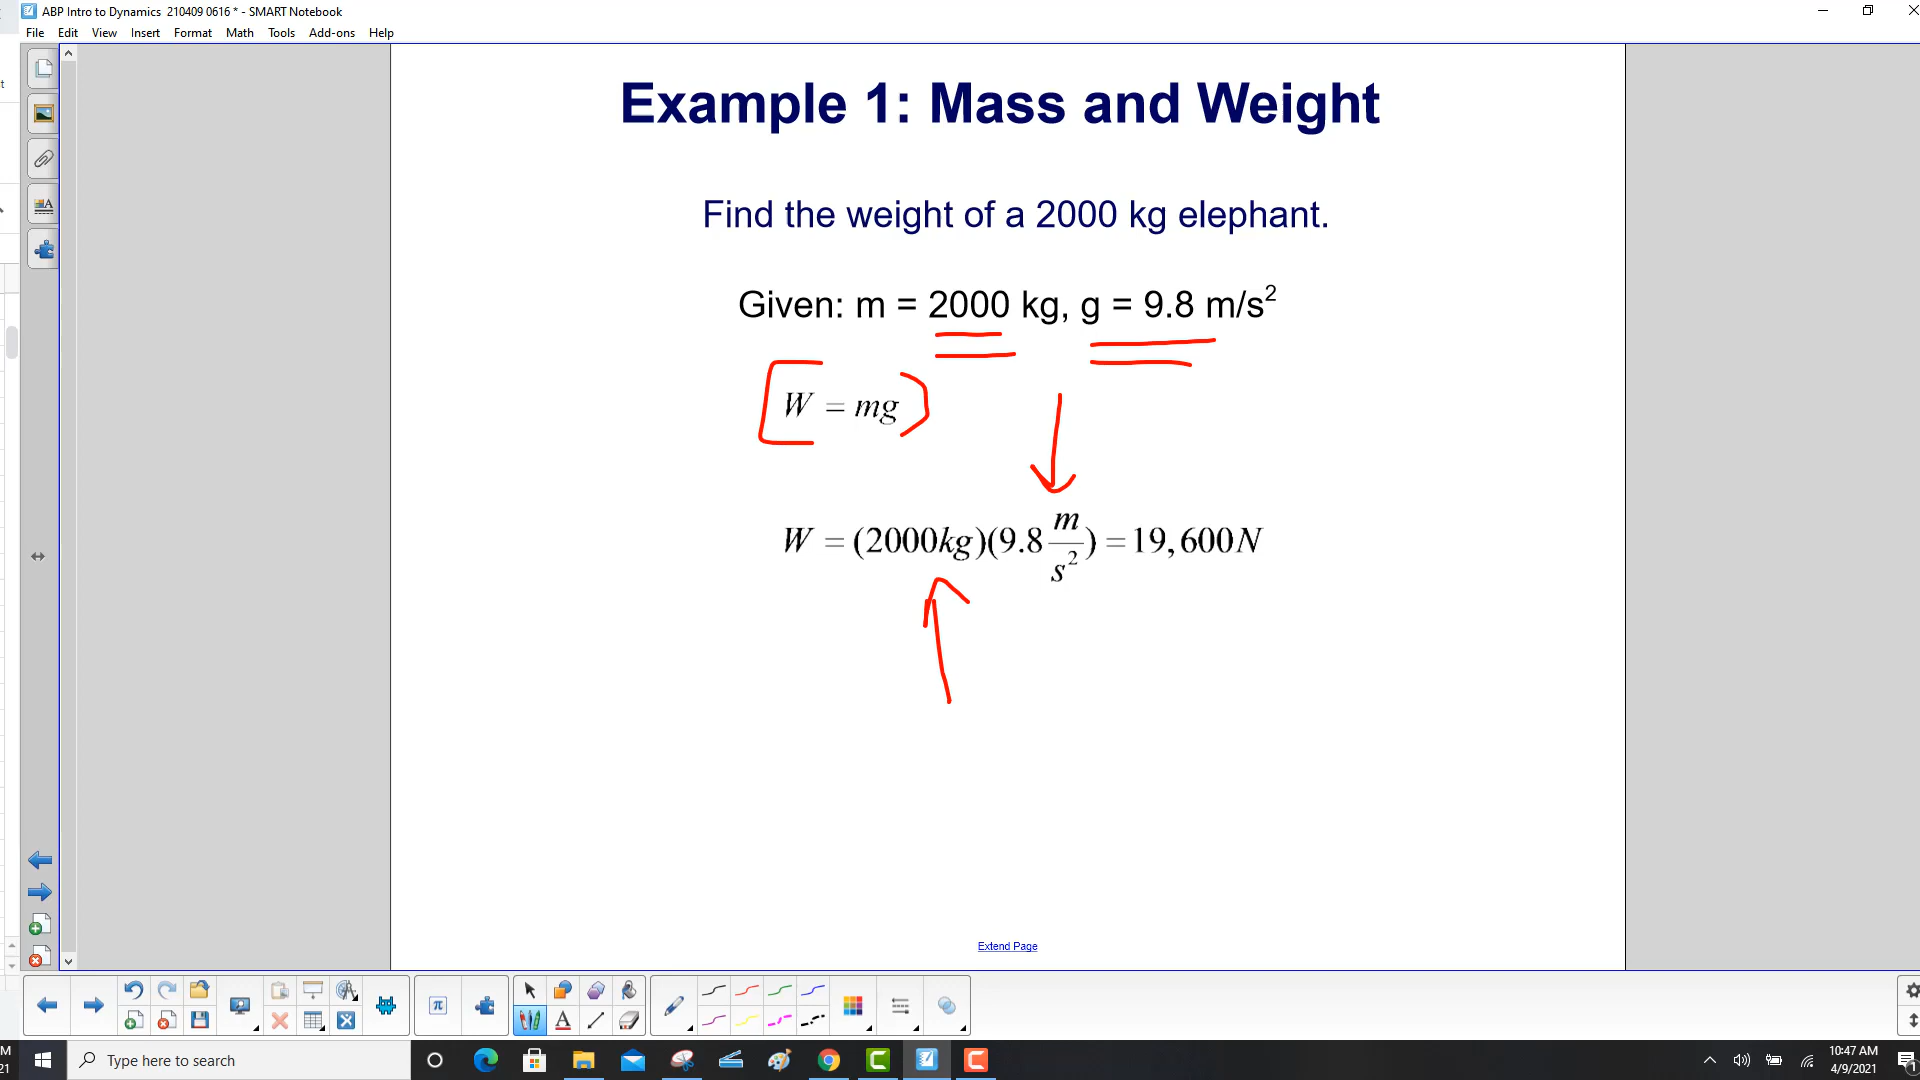 ABP Intro to Dynamics  210409 0616 * - SMART Notebook
File Edit View Insert Format Math Tools Add-ons Help
Example 1: Mass and Weight
Find the weight of a 2000 kg elephant.
Given: m = 2000 kg, g = 9.8 m/s²
W = mg
W = (2000kg)(9.8 m/s²) = 19,600N
Extend Page
Type here to search
10:47 AM
4/9/2021